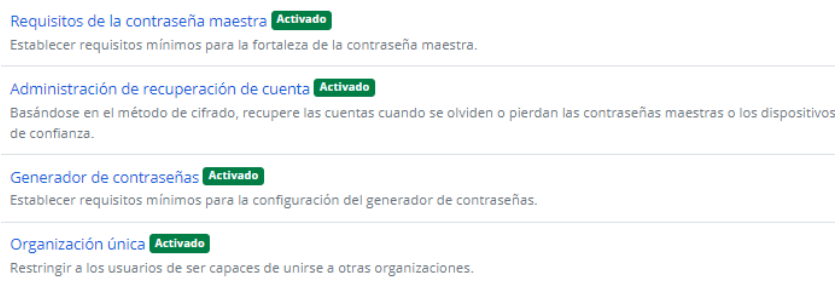 Requisitos de la contraseña maestra Activado
Establecer requisitos mínimos para la fortaleza de la contraseña maestra.
Administración de recuperación de cuenta Activado
Basándose en el método de cifrado, recupere las cuentas cuando se olviden o pierdan las contraseñas maestras o los dispositivos
de confianza.
Generador de contraseñas Activado
Establecer requisitos mínimos para la configuración del generador de contraseñas.
Organización única Activado
Restringir a los usuarios de ser capaces de unirse a otras organizaciones.